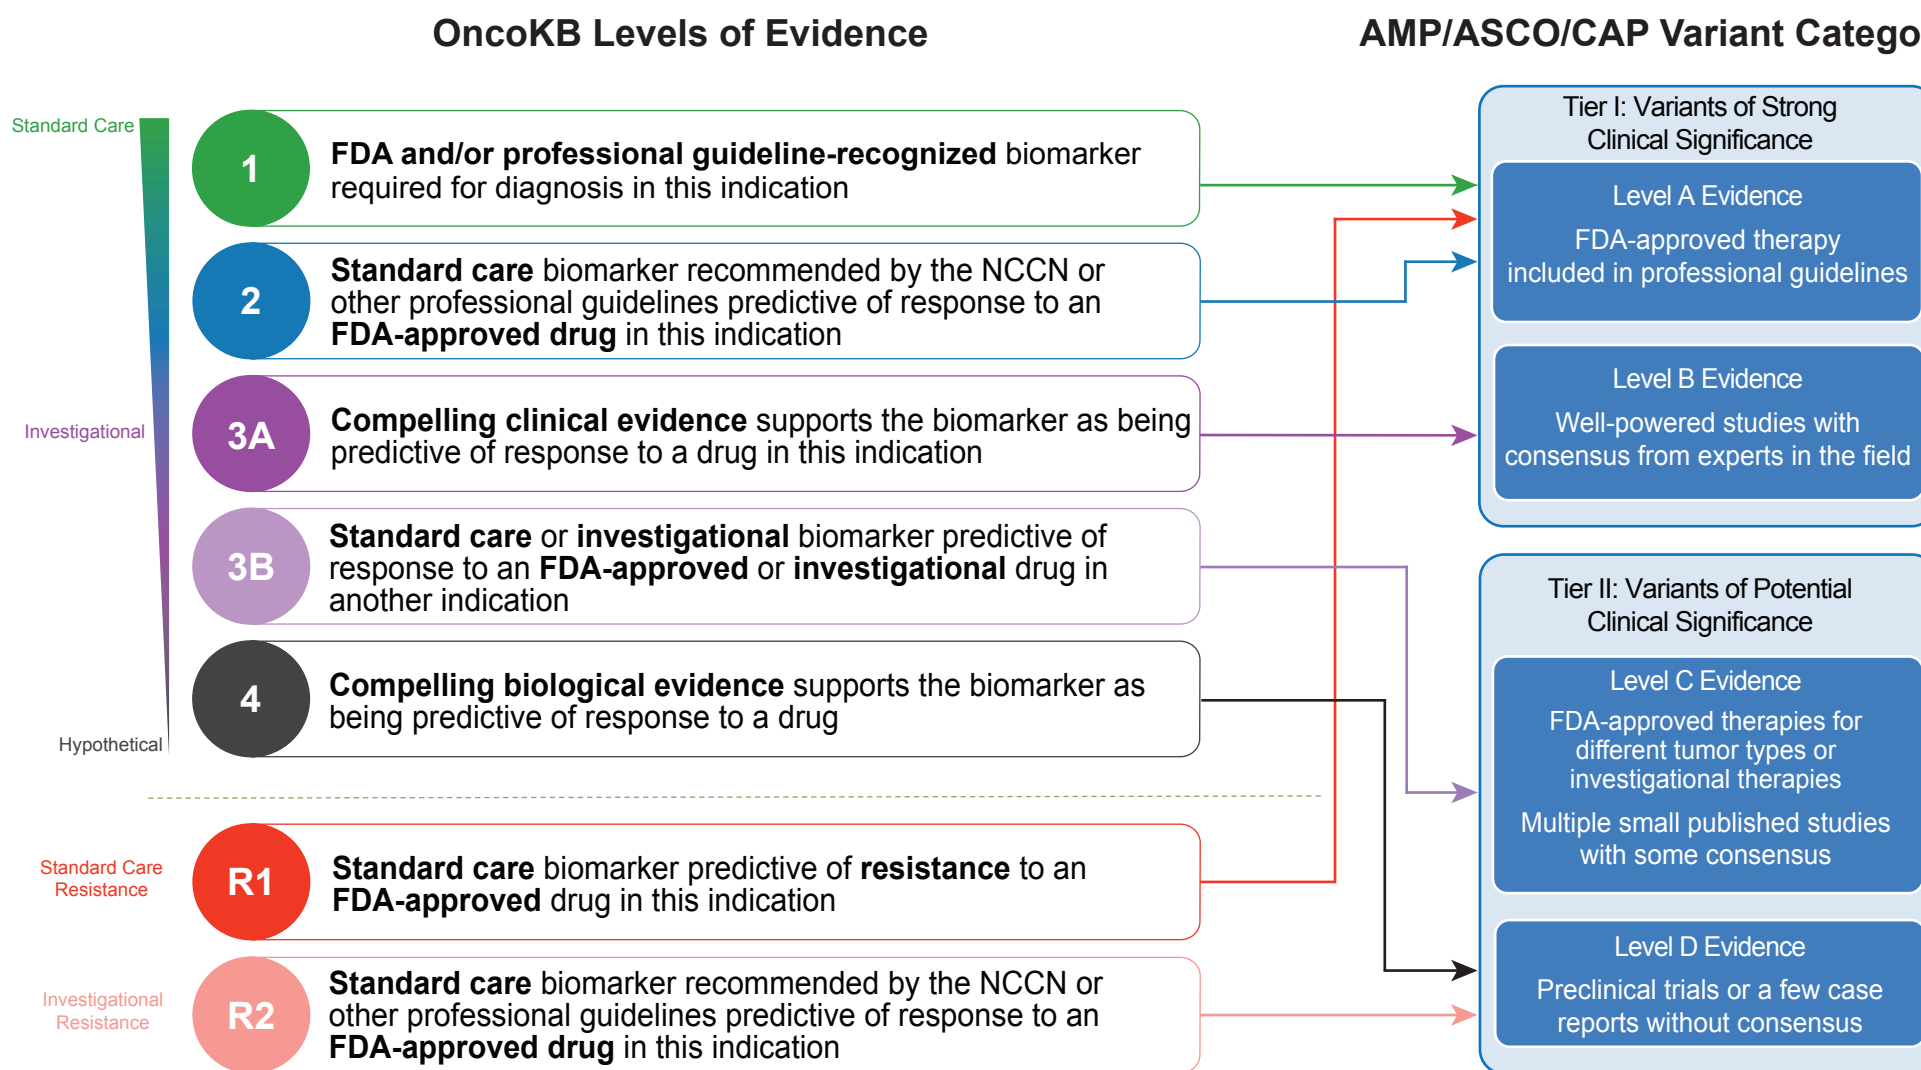 OncoKB Levels of Evidence
AMP/ASCO/CAP Variant Catego
Standard Care
Investigational
Hypothetical
1
FDA and/or professional guideline-recognized biomarker
required for diagnosis in this indication
2
Standard care biomarker recommended by the NCCN or
other professional guidelines predictive of response to an
FDA-approved drug in this indication
3A
Compelling clinical evidence supports the biomarker as being
predictive of response to a drug in this indication
3B
Standard care or investigational biomarker predictive of
response to an FDA-approved or investigational drug in
another indication
4
Compelling biological evidence supports the biomarker as
being predictive of response to a drug
Standard Care
Resistance
R1
Standard care biomarker predictive of resistance to an
FDA-approved drug in this indication
Investigational
Resistance
R2
Standard care biomarker recommended by the NCCN or
other professional guidelines predictive of response to an
FDA-approved drug in this indication
Tier I: Variants of Strong
Clinical Significance
Level A Evidence
FDA-approved therapy
included in professional guidelines
Level B Evidence
Well-powered studies with
consensus from experts in the field
Tier II: Variants of Potential
Clinical Significance
Level C Evidence
FDA-approved therapies for
different tumor types or
investigational therapies
Multiple small published studies
with some consensus
Level D Evidence
Preclinical trials or a few case
reports without consensus